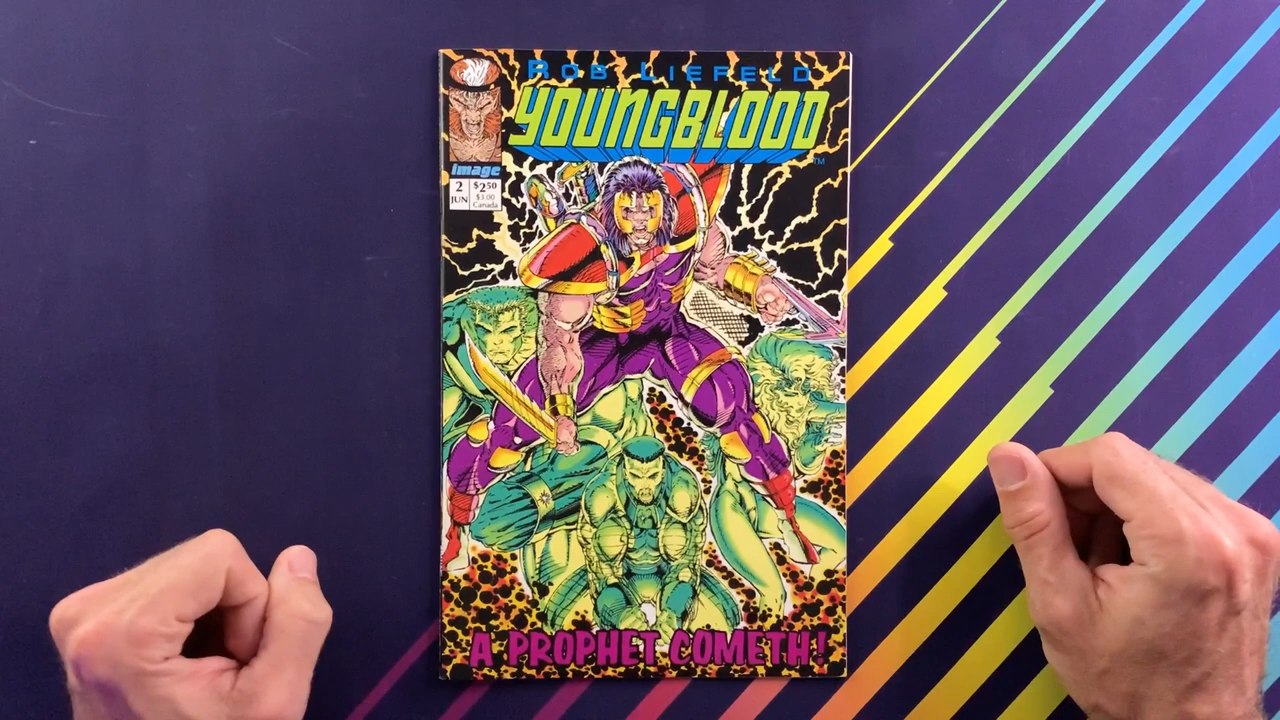 ROB LIEFELD
YOUNGBLOOD
TM
image
2
JUN
$2.50
$3.00
Canada
A PROPHET COMETH!